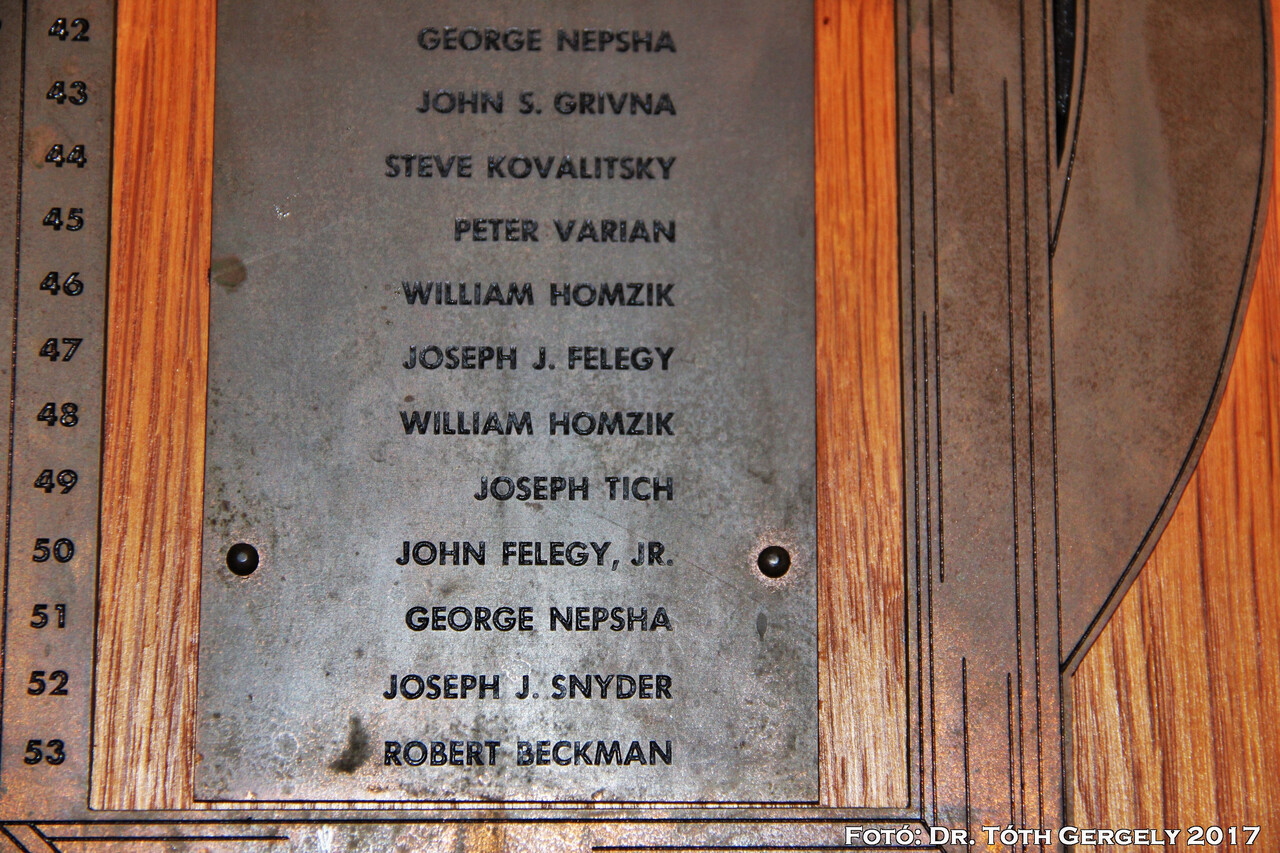 42 GEORGE NEPSHA
43 JOHN S. GRIVNA
44 STEVE KOVALITSKY
45 PETER VARIAN
46 WILLIAM HOMZIK
47 JOSEPH J. FELEGY
48 WILLIAM HOMZIK
49 JOSEPH TICH
50 JOHN FELEGY, JR.
51 GEORGE NEPSHA
52 JOSEPH J. SNYDER
53 ROBERT BECKMAN
FOTÓ: DR. TÓTH GERGELY 2017